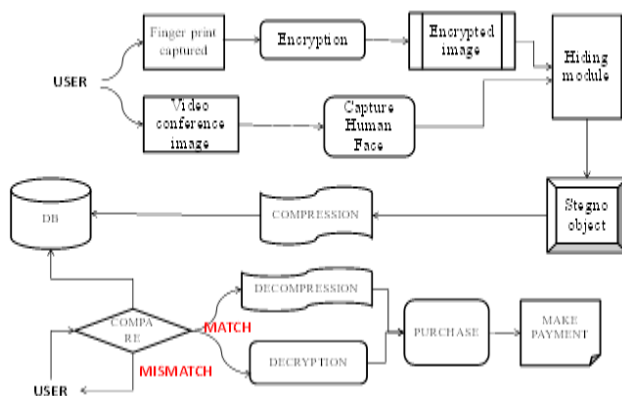 Finger print
captured
Encryption
Encrypted
image
Hiding
module
USER
Video
conference
image
Capture
Human
Face
DB
COMPRESSION
Stegno
object
DECOMPRESSION
COMPA
RE
MATCH
PURCHASE
MAKE
PAYMENT
DECRYPTION
MISMATCH
USER